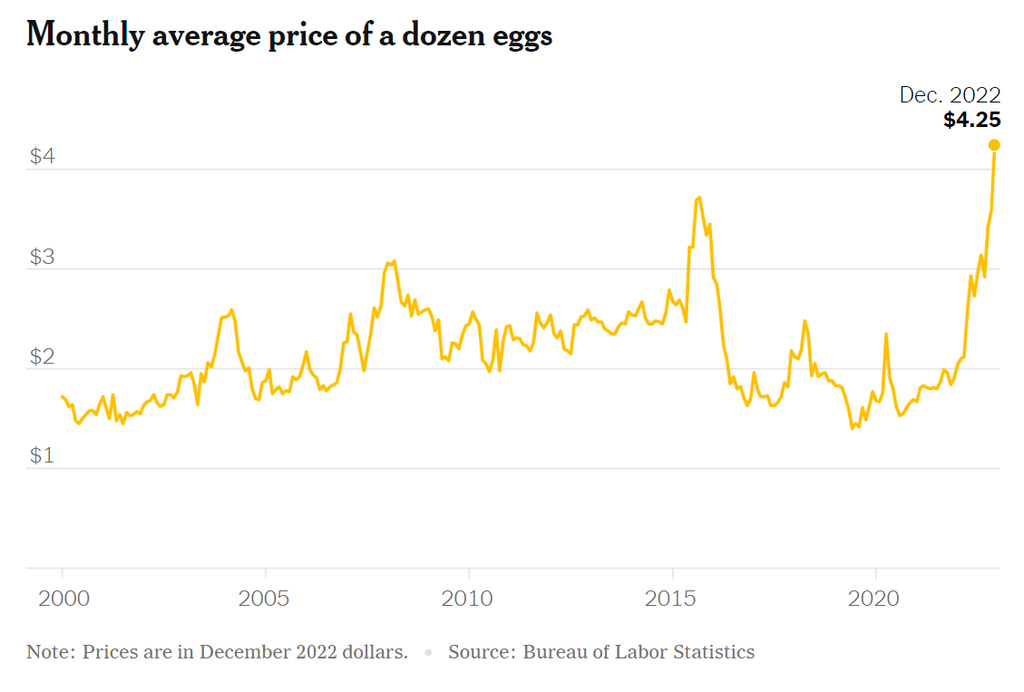 Monthly average price of a dozen eggs
Dec. 2022
$4.25
$4
$3
$2
$1
2000 2005 2010 2015 2020
Note: Prices are in December 2022 dollars. • Source: Bureau of Labor Statistics